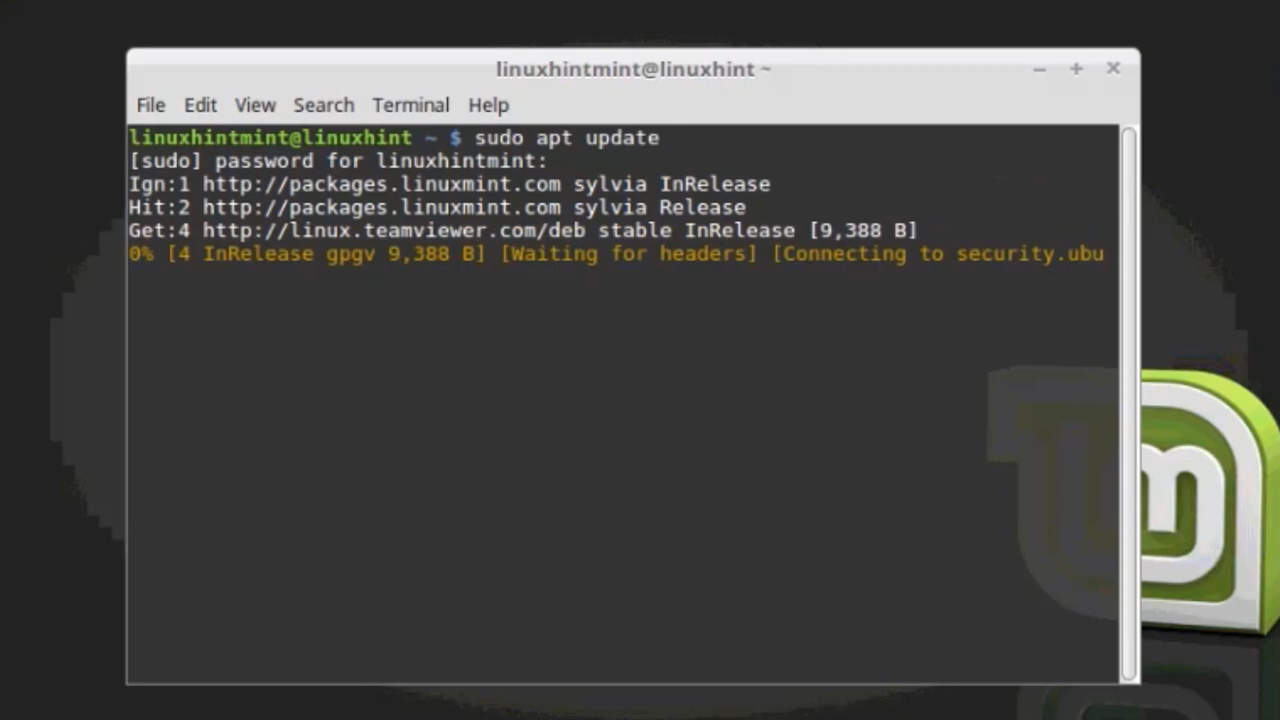 linuxhintmint@linuxhint ~
File Edit View Search Terminal Help
linuxhintmint@linuxhint ~ $ sudo apt update
[sudo] password for linuxhintmint:
Ign:1 http://packages.linuxmint.com sylvia InRelease
Hit:2 http://packages.linuxmint.com sylvia Release
Get:4 http://linux.teamviewer.com/deb stable InRelease [9,388 B]
0% [4 InRelease gpgv 9,388 B] [Waiting for headers] [Connecting to security.ubu